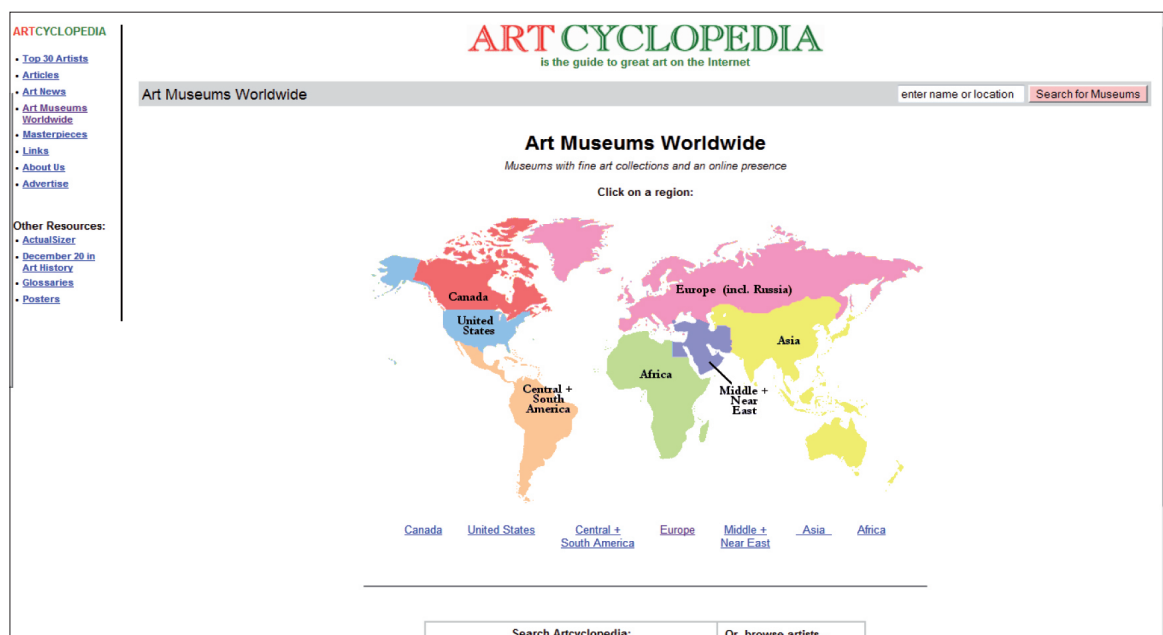 ARTCYCLOPEDIA
• Top 30 Artists
• Articles
• Art News
• Art Museums
Worldwide
• Masterpieces
• Links
• About Us
• Advertise
Other Resources:
• ActualSizer
• December 20 in
Art History
• Glossaries
• Posters
ART CYCLOPEDIA
is the guide to great art on the Internet
Art Museums Worldwide
enter name or location
Search for Museums
Art Museums Worldwide
Museums with fine art collections and an online presence
Click on a region:
Canada
United
States
Central +
South
America
Europe (incl. Russia)
Asia
Africa
Middle +
Near
East
Canada
United States
Central +
South America
Europe
Middle +
Near East
Asia
Africa
Search Artcyclopedia:
Or, browse artists